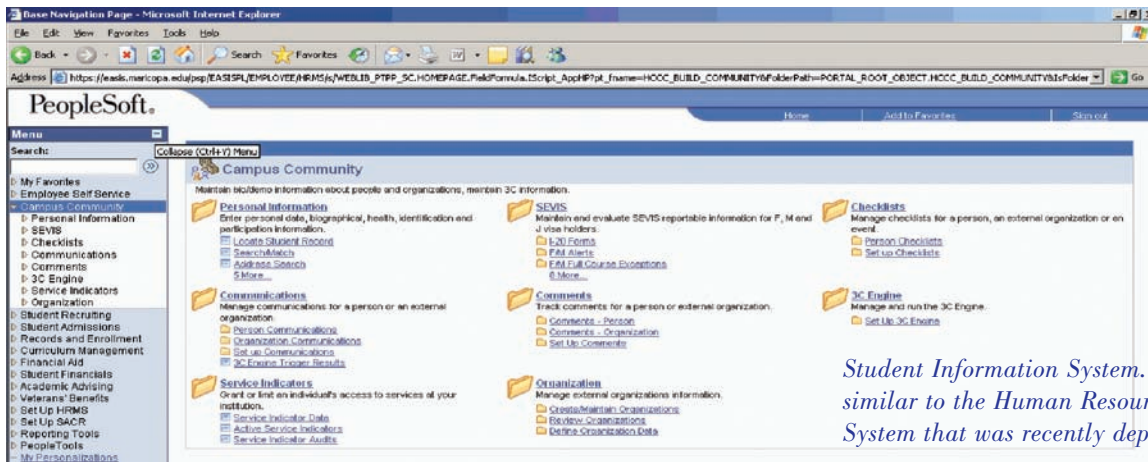 Base Navigation Page - Microsoft Internet Explorer
File Edit View Favorites Tools Help
Back Search Favorites
Address https://easis.maricopa.edu/psp/EASISPL/EMPLOYEE/HRMS/s/WEBLIB_PTPP_SC.HOMEPAGE.FieldFormula.IScript_AppHP?pt_fname=HCCC_BUILD_COMMUNITY&FolderPath=PORTAL_ROOT_OBJECT.HCCC_BUILD_COMMUNITY&IsFolder Go
PeopleSoft.
Home Add to Favorites Sign out
Menu
Search:
Collapse (Ctrl+Y) Menu
My Favorites
Employee Self Service
Campus Community
Personal Information
SEVIS
Checklists
Communications
Comments
3C Engine
Service Indicators
Organization
Student Recruiting
Student Admissions
Records and Enrollment
Curriculum Management
Financial Aid
Student Financials
Academic Advising
Veterans' Benefits
Set Up HRMS
Set Up SACR
Reporting Tools
PeopleTools
My Personalizations
Campus Community
Maintain bio/demo information about people and organizations, maintain 3C information.
Personal Information
Enter personal data, biographical, health, identification and
participation information.
Locate Student Record
Search/Match
Address Search
5 More...
SEVIS
Maintain and evaluate SEVIS reportable information for F, M and
J visa holders.
I-20 Forms
F/M Alerts
F/M Full Course Exceptions
8 More...
Checklists
Manage checklists for a person, an external organization or an
event.
Person Checklists
Set up Checklists
Communications
Manage communications for a person or an external
organization.
Person Communications
Organization Communications
Set up Communications
3C Engine Trigger Results
Comments
Track comments for a person or external organization.
Comments - Person
Comments - Organization
Set Up Comments
3C Engine
Manage and run the 3C Engine.
Set Up 3C Engine
Service Indicators
Grant or limit an individual's access to services at your
institution.
Service Indicator Data
Active Service Indicators
Service Indicator Audits
Organization
Manage external organizations information.
Create/Maintain Organizations
Review Organizations
Define Organization Data
Student Information System.
similar to the Human Resour
System that was recently dep